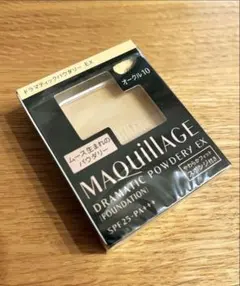 ドラマティックパウダリー EX
オークル10
ムース生まれの
パウダリー
MAQUILLAGE
DRAMATIC POWDERY EX
[FOUNDATION]
SPF25・PA+++